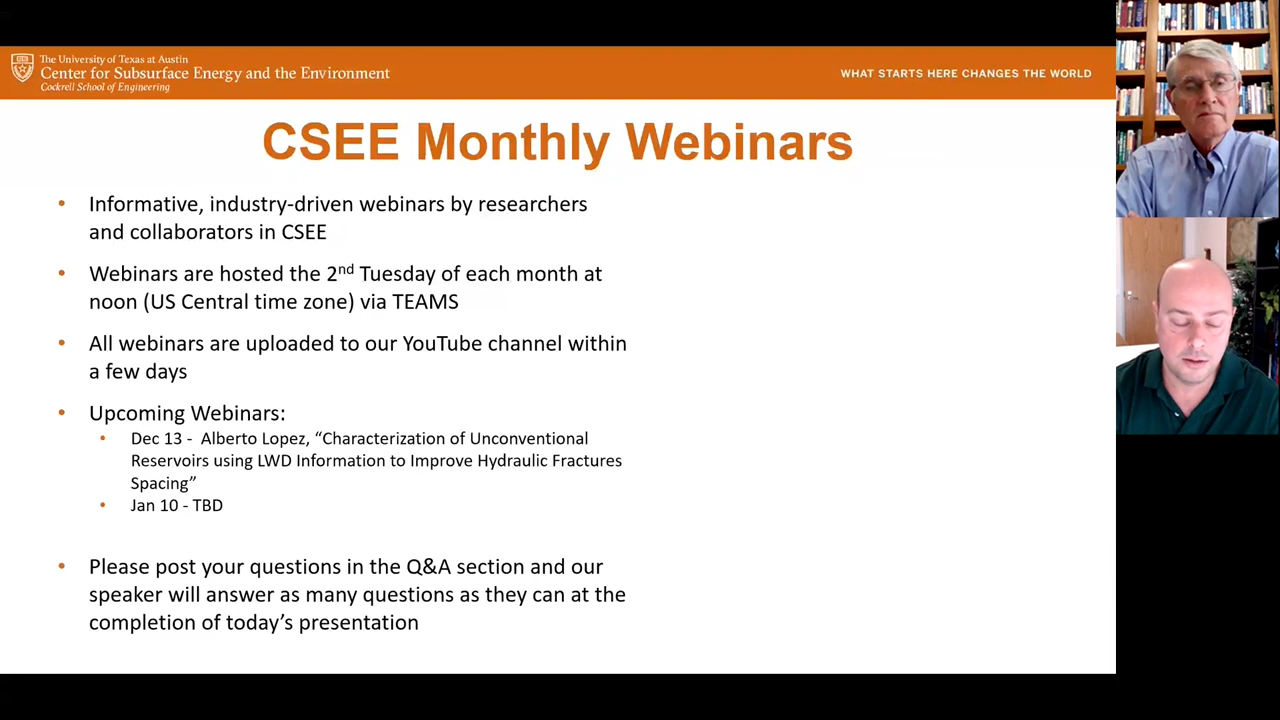 The University of Texas at Austin
Center for Subsurface Energy and the Environment
Cockrell School of Engineering
WHAT STARTS HERE CHANGES THE WORLD
CSEE Monthly Webinars
• Informative, industry-driven webinars by researchers
and collaborators in CSEE
• Webinars are hosted the 2nd Tuesday of each month at
noon (US Central time zone) via TEAMS
• All webinars are uploaded to our YouTube channel within
a few days
• Upcoming Webinars:
• Dec 13 - Alberto Lopez, “Characterization of Unconventional
Reservoirs using LWD Information to Improve Hydraulic Fractures
Spacing”
• Jan 10 - TBD
• Please post your questions in the Q&A section and our
speaker will answer as many questions as they can at the
completion of today’s presentation